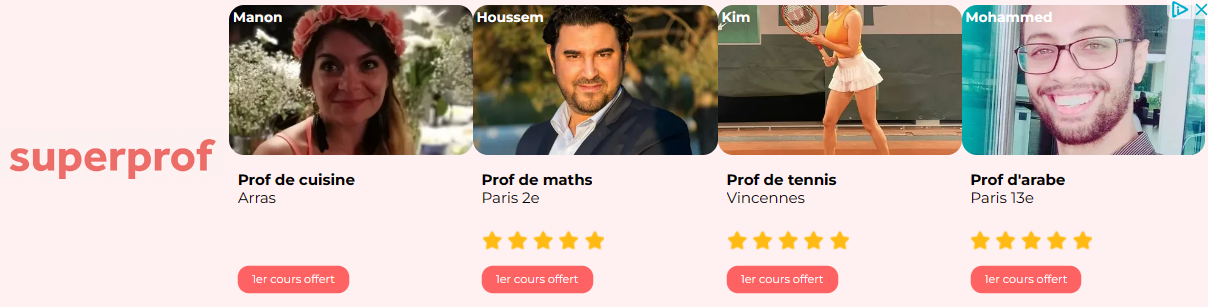 superprof
Manon
Prof de cuisine
Arras
1er cours offert
Houssem
Prof de maths
Paris 2e
1er cours offert
Kim
Prof de tennis
Vincennes
1er cours offert
Mohammed
Prof d'arabe
Paris 13e
1er cours offert